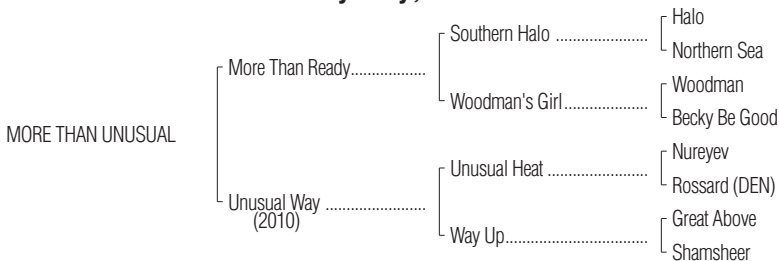 MORE THAN UNUSUAL
More Than Ready..................
Unusual Way ........................
(2010)
Southern Halo ......................
Woodman's Girl....................
Unusual Heat ........................
Way Up..................................
Halo
Northern Sea
Woodman
Becky Be Good
Nureyev
Rossard (DEN)
Great Above
Shamsheer